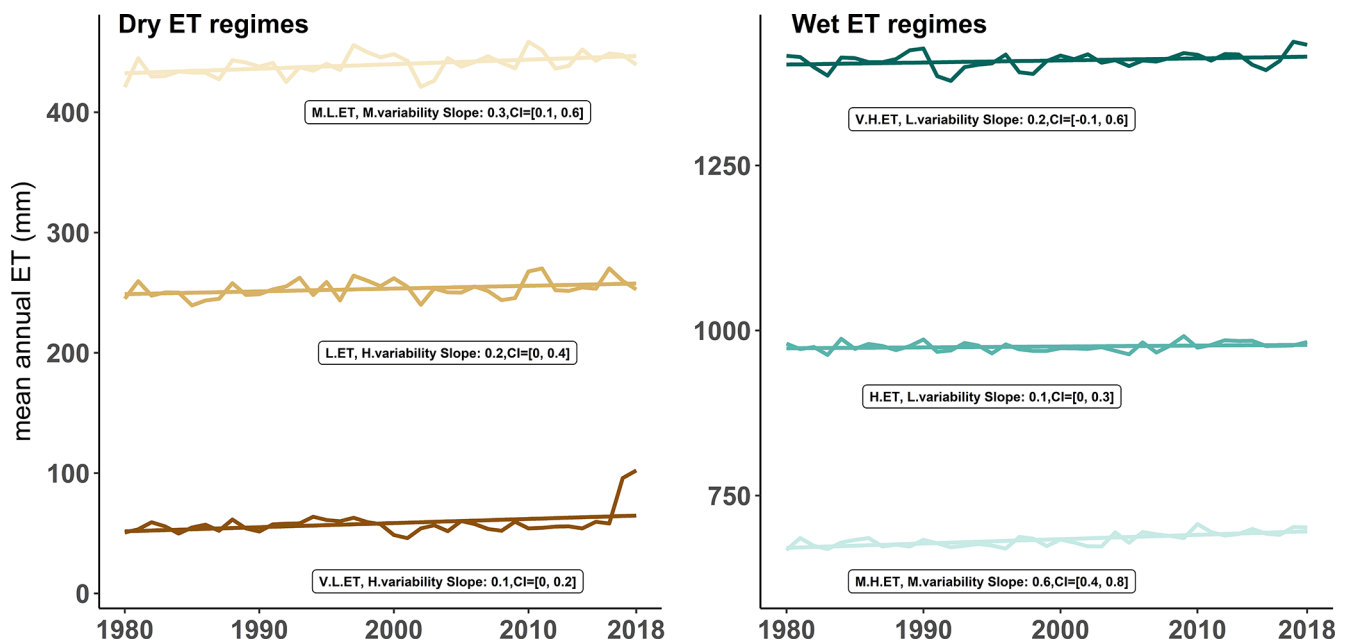 Dry ET regimes
Wet ET regimes
mean annual ET (mm)
400
300
200
100
0
M.L.ET, M.variability Slope: 0.3,CI=[0.1, 0.6]
L.ET, H.variability Slope: 0.2,CI=[0, 0.4]
V.L.ET, H.variability Slope: 0.1,CI=[0, 0.2]
1980 1990 2000 2010 2018
1250
1000
750
V.H.ET, L.variability Slope: 0.2,CI=[-0.1, 0.6]
H.ET, L.variability Slope: 0.1,CI=[0, 0.3]
M.H.ET, M.variability Slope: 0.6,CI=[0.4, 0.8]
1980 1990 2000 2010 2018